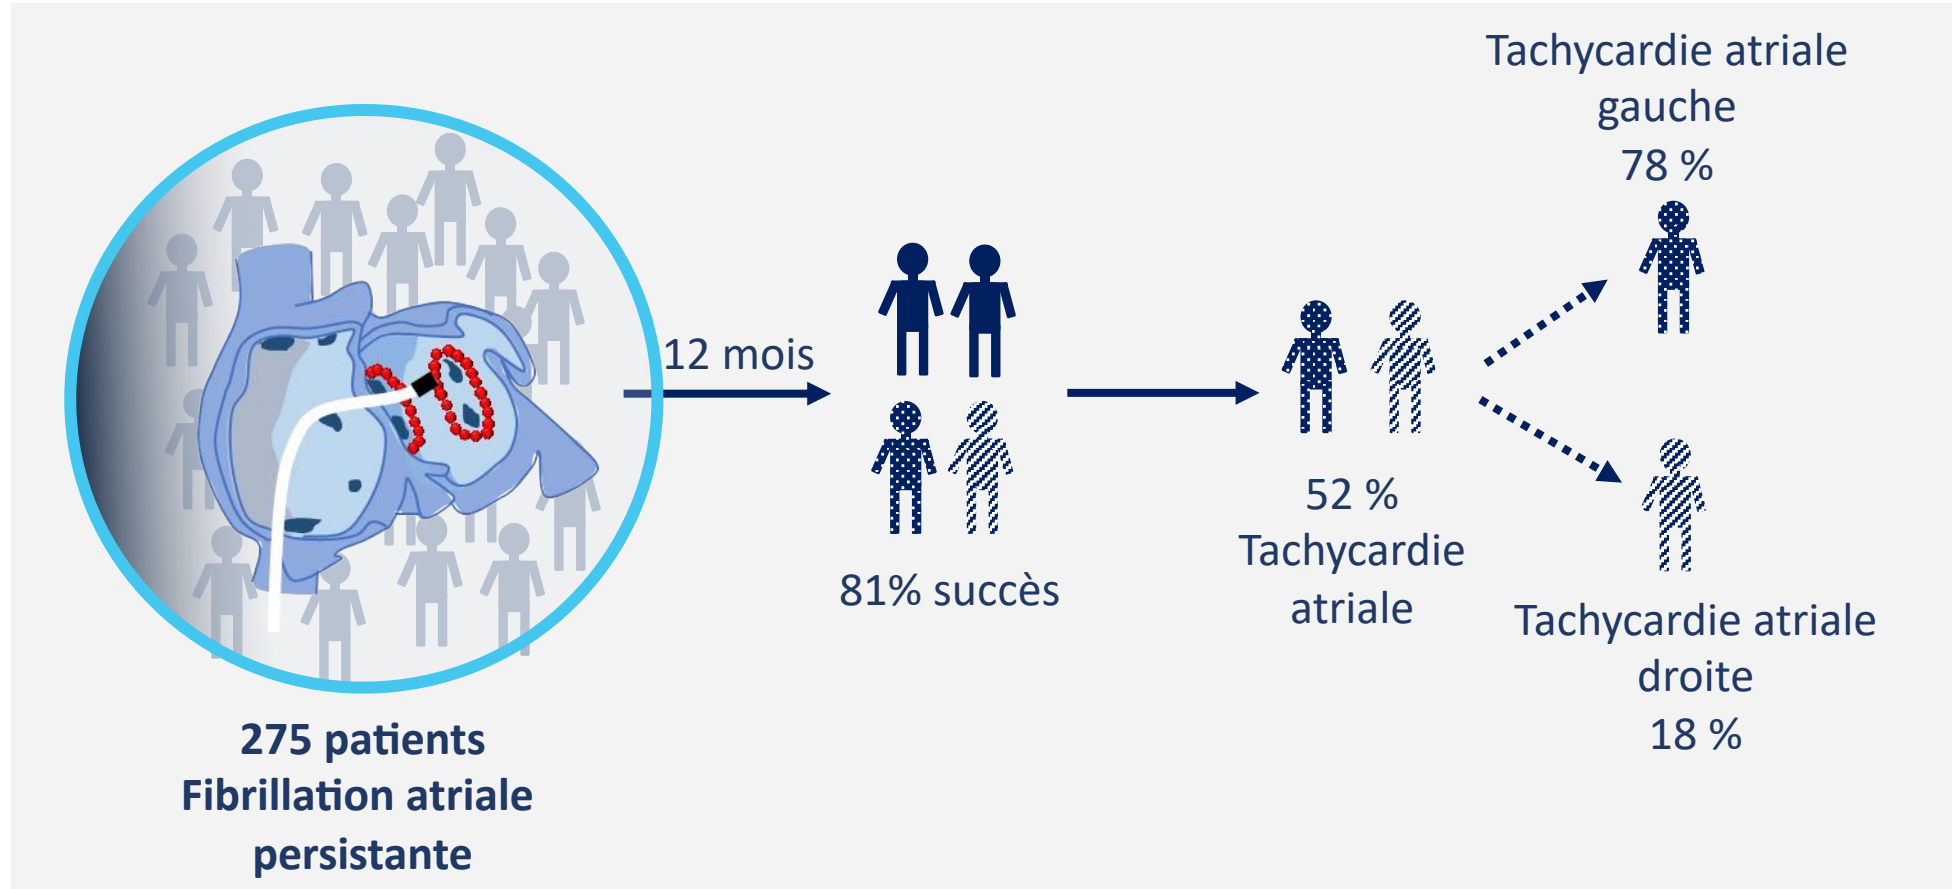 275 patients
Fibrillation atriale
persistante
12 mois
81% succès
52 %
Tachycardie
atriale
Tachycardie atriale
gauche
78 %
Tachycardie atriale
droite
18 %